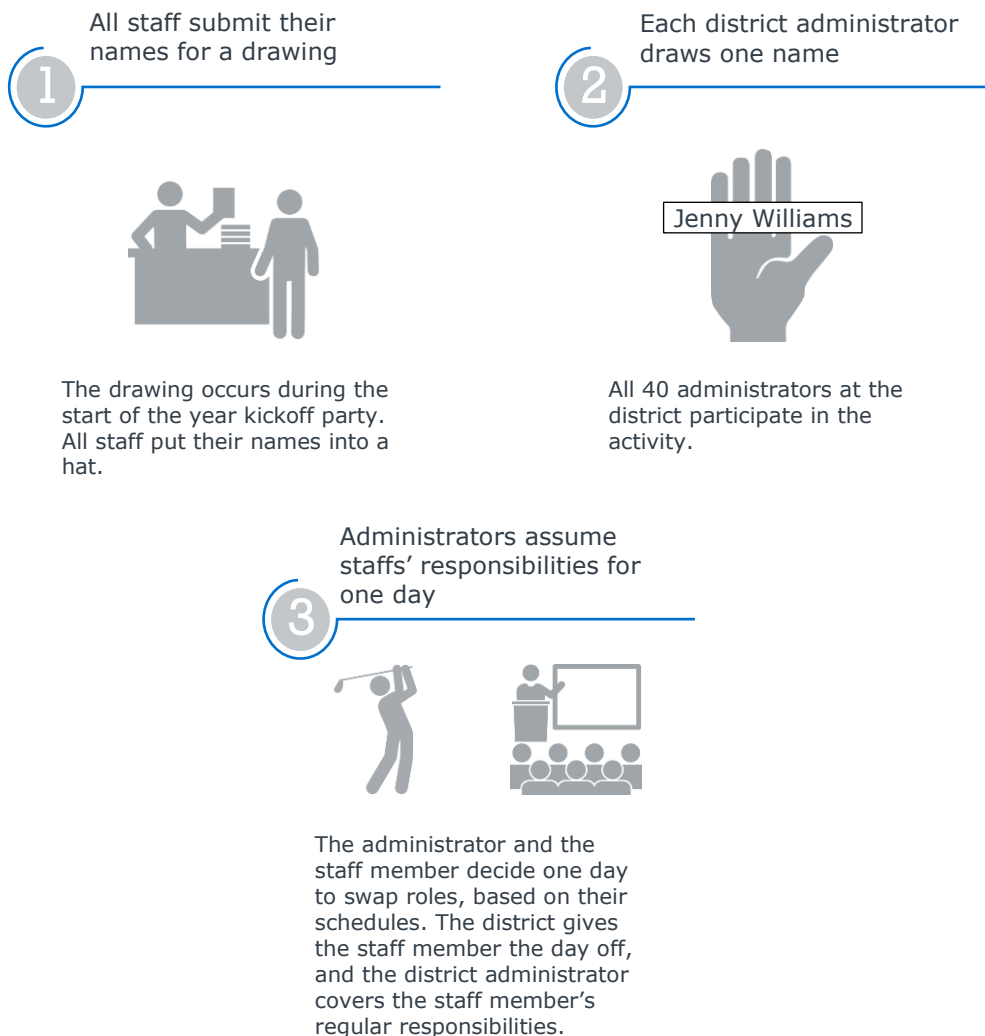 All staff submit their
names for a drawing
1
Each district administrator
draws one name
2
Jenny Williams
The drawing occurs during the
start of the year kickoff party.
All staff put their names into a
hat.
All 40 administrators at the
district participate in the
activity.
Administrators assume
staffs’ responsibilities for
one day
3
The administrator and the
staff member decide one day
to swap roles, based on their
schedules. The district gives
the staff member the day off,
and the district administrator
covers the staff member’s
regular responsibilities.